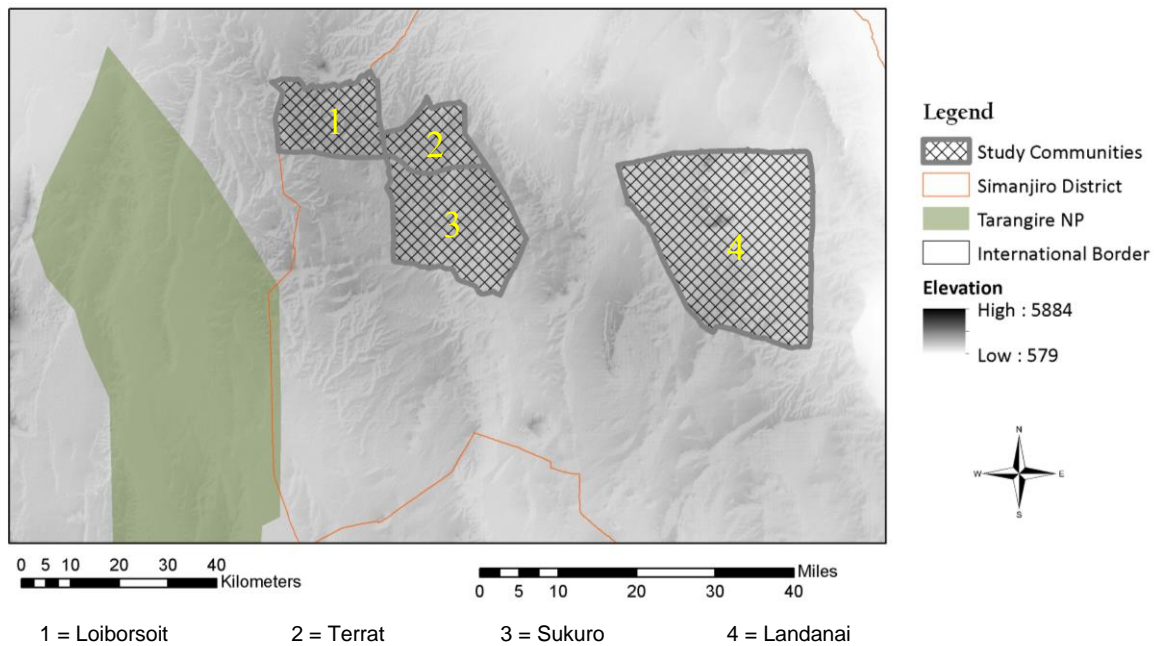 1
2
3
4
Legend
Study Communities
Simanjiro District
Tarangire NP
International Border
Elevation
High : 5884
Low : 579
N
W E
S
0 5 10 20 30 40
Kilometers
Miles
0 5 10 20 30 40
1 = Loiborsoit 2 = Terrat 3 = Sukuro 4 = Landanai